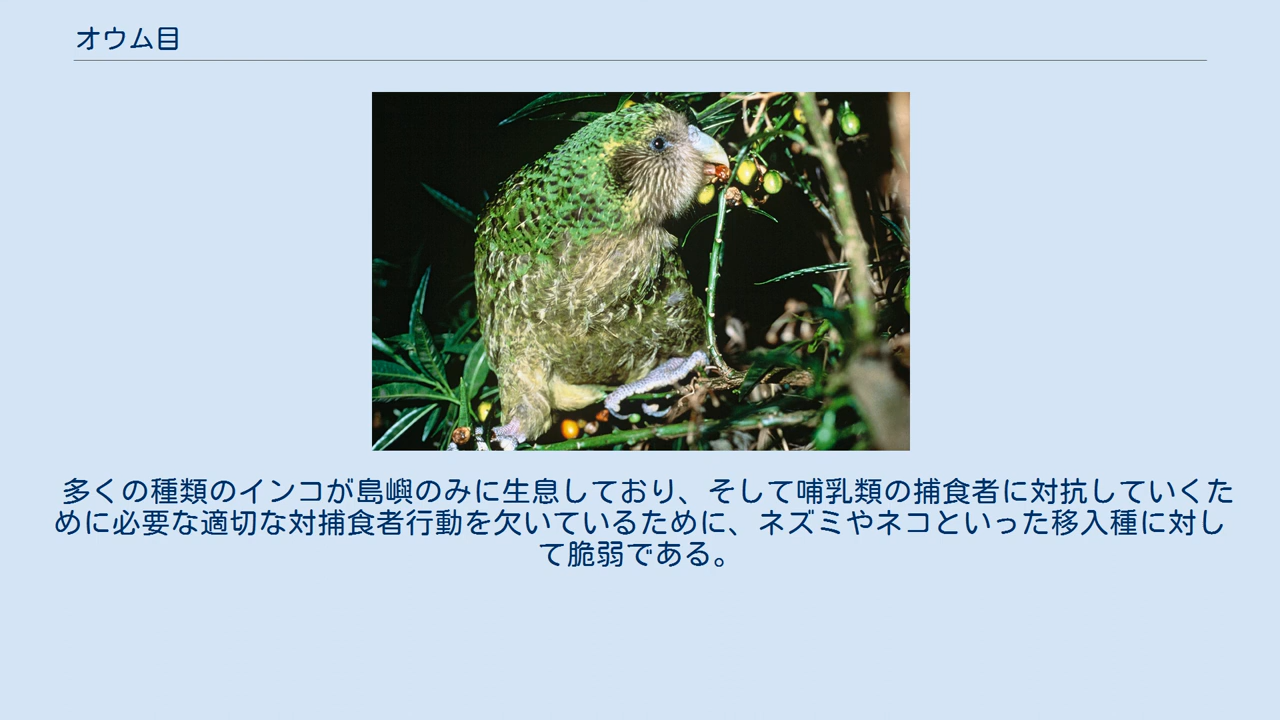 オウム目
多くの種類のインコが島嶼のみに生息しており、そして哺乳類の捕食者に対抗していくた
めに必要な適切な対捕食者行動を欠いているために、ネズミやネコといった移入種に対し
て脆弱である。